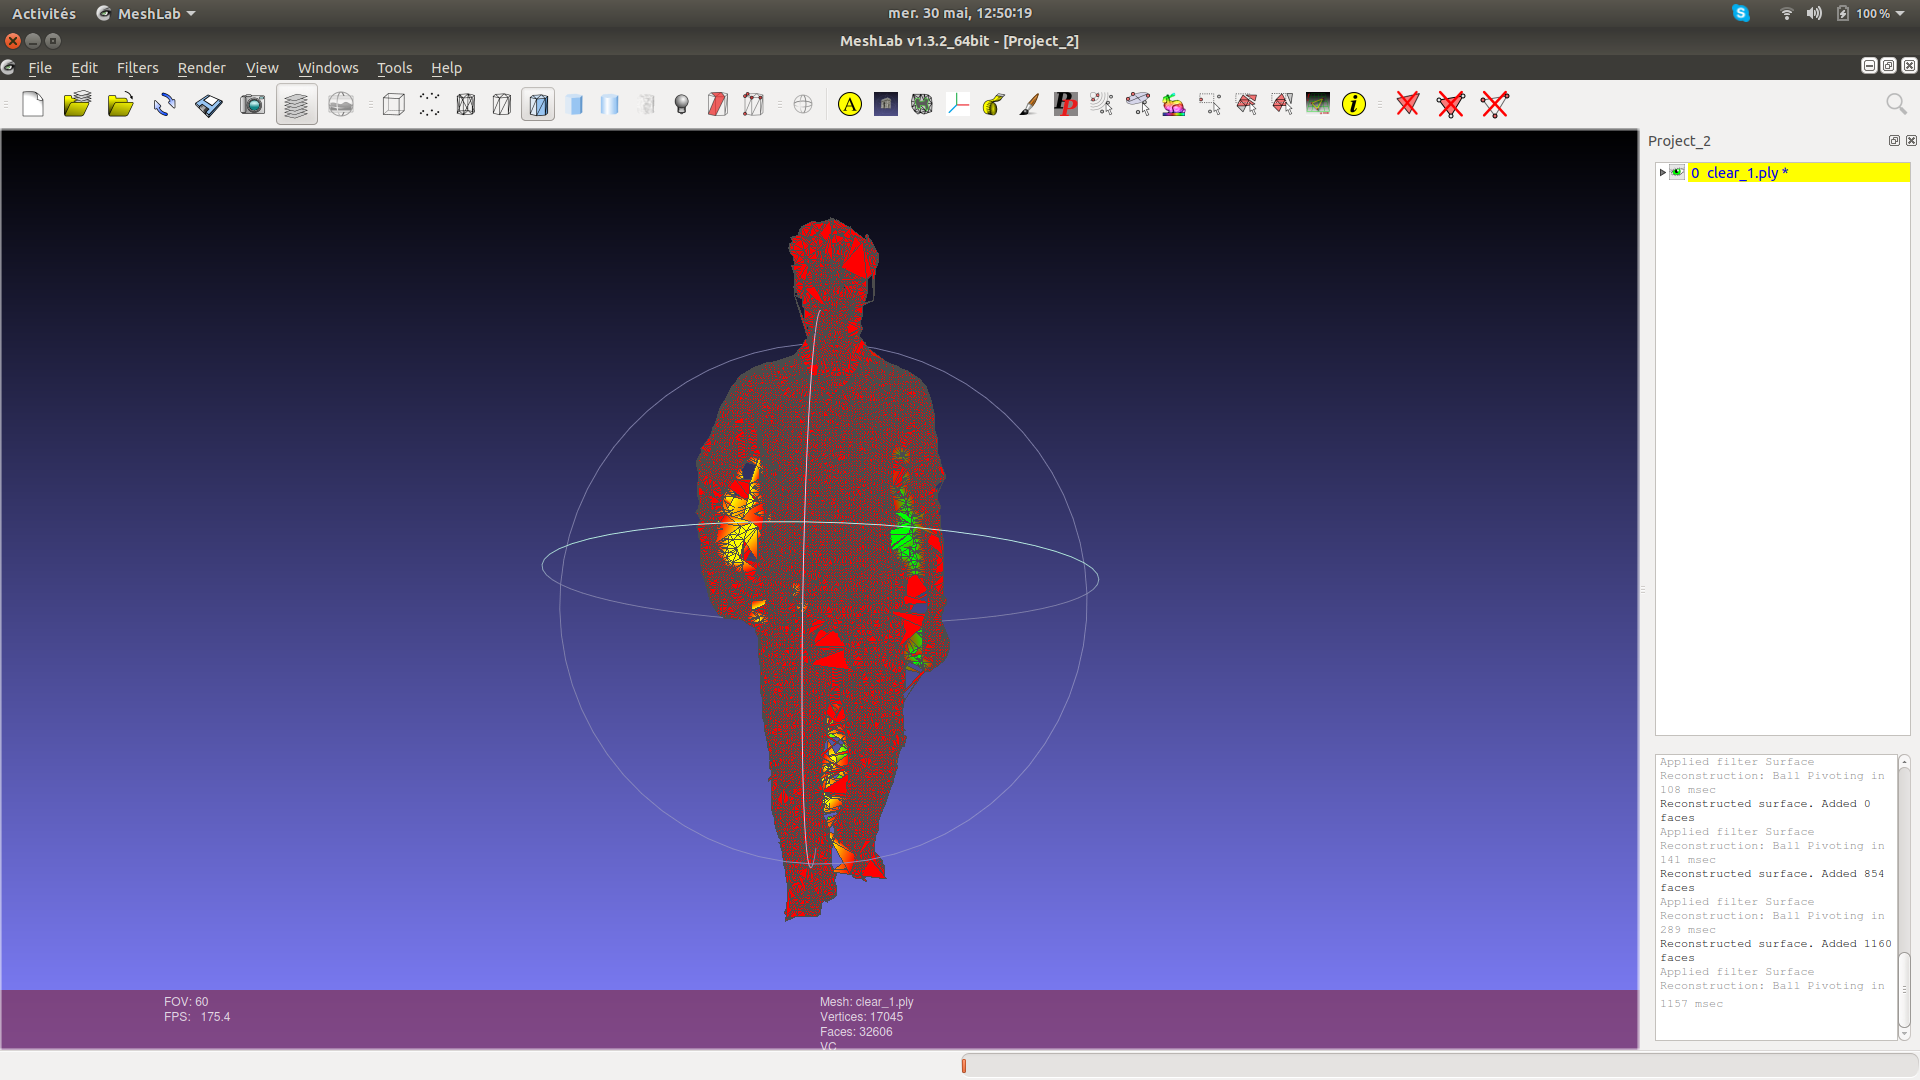 Activités MeshLab mer. 30 mai, 12:50:19 100 %
MeshLab v1.3.2_64bit - [Project_2]
File Edit Filters Render View Windows Tools Help
A PP i
Project_2
0 clear_1.ply *
Applied filter Surface
Reconstruction: Ball Pivoting in
108 msec
Reconstructed surface. Added 0
faces
Applied filter Surface
Reconstruction: Ball Pivoting in
141 msec
Reconstructed surface. Added 854
faces
Applied filter Surface
Reconstruction: Ball Pivoting in
289 msec
Reconstructed surface. Added 1160
faces
Applied filter Surface
Reconstruction: Ball Pivoting in
1157 msec
FOV: 60
FPS: 175.4
Mesh: clear_1.ply
Vertices: 17045
Faces: 32606
VC